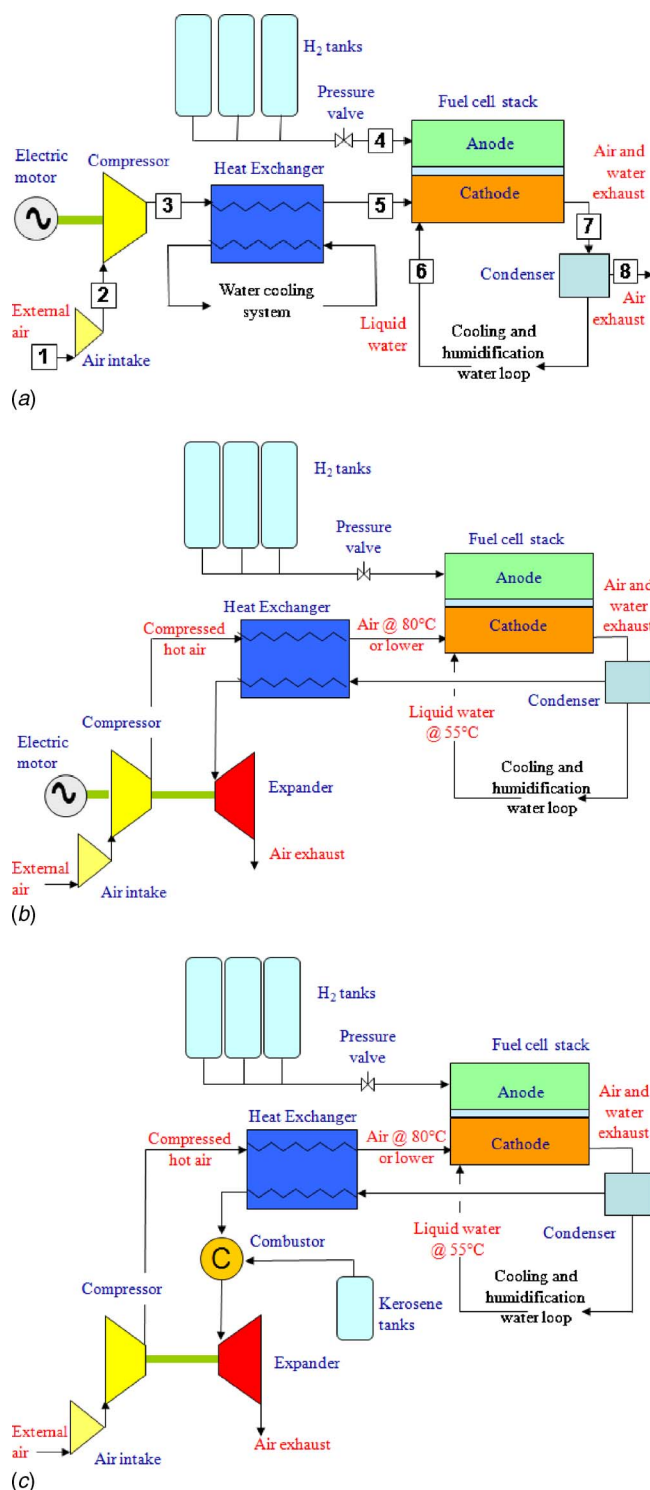 H2 tanks
Pressure
valve
Fuel cell stack
Electric
motor
Compressor
Heat Exchanger
4
Anode
Air and
water
exhaust
3
5
Cathode
7
2
6
Condenser
8
External
air
Water cooling
system
Liquid
water
Air
exhaust
1
Air intake
Cooling and
humidification
water loop
(a)
H2 tanks
Pressure
valve
Fuel cell stack
Anode
Air and
water
exhaust
Heat Exchanger
Compressed
hot air
Air @ 80°C
or lower
Cathode
Compressor
Liquid water
@ 55°C
Condenser
Electric
motor
Expander
Cooling and
humidification
water loop
External
air
Air intake
Air exhaust
(b)
H2 tanks
Pressure
valve
Fuel cell stack
Anode
Air and
water
exhaust
Heat Exchanger
Compressed
hot air
Air @ 80°C
or lower
Cathode
Liquid water
@ 55°C
Condenser
C
Combustor
Compressor
Kerosene
tanks
Cooling and
humidification
water loop
Expander
External
air
Air intake
Air exhaust
(c)